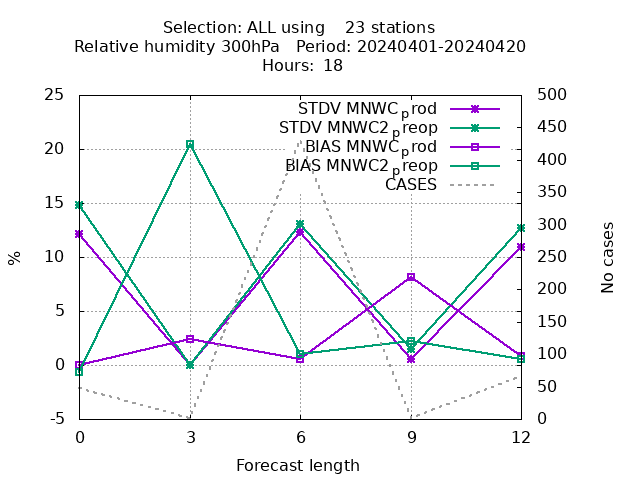 Selection: ALL using 23 stations
Relative humidity 300hPa Period: 20240401-20240420
Hours: 18
STDV MNWC_prod
STDV MNWC2_preop
BIAS MNWC_prod
BIAS MNWC2_preop
CASES
25
20
15
10
5
0
-5
%
500
450
400
350
300
250
200
150
100
50
0
No cases
0 3 6 9 12
Forecast length